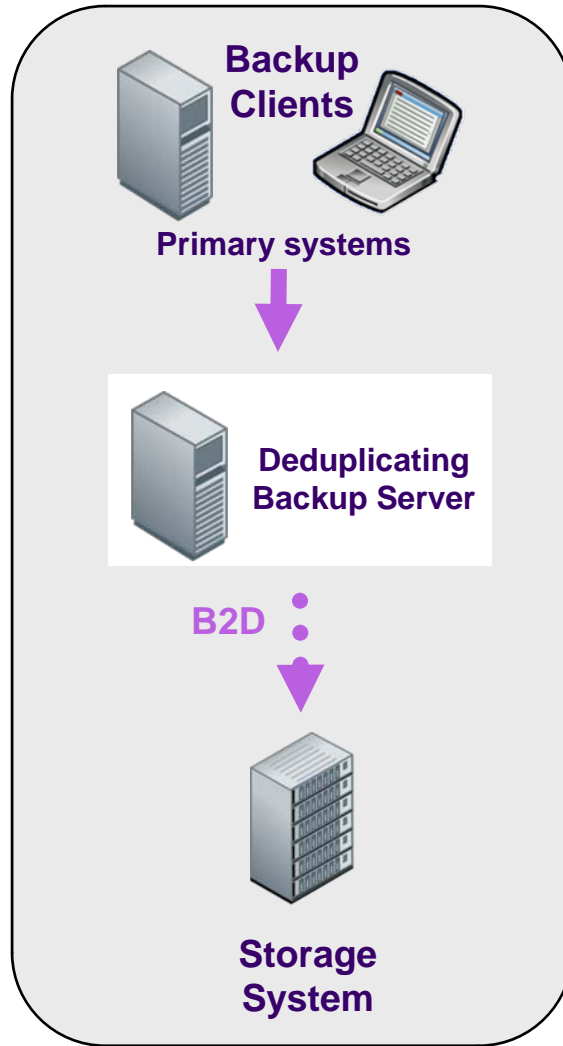 Backup
Clients
Primary systems
Deduplicating
Backup Server
B2D
Storage
System